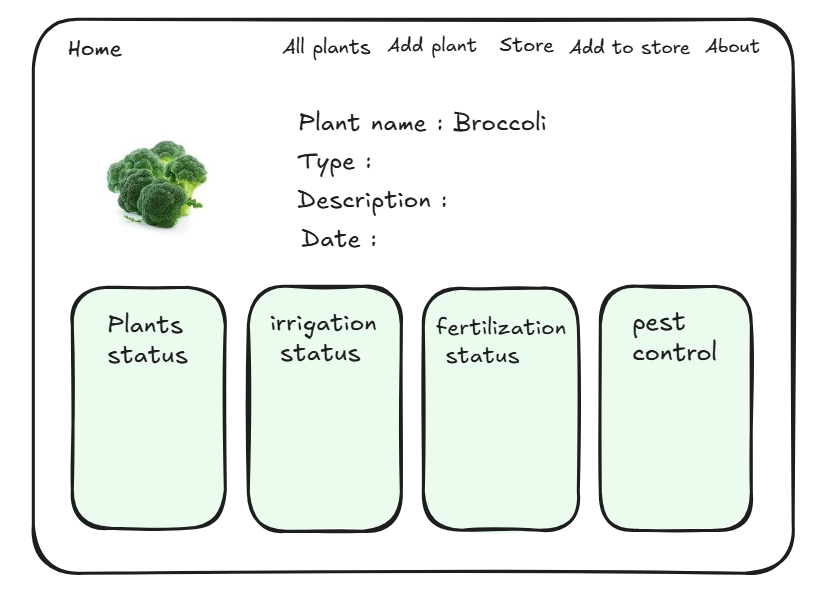 Home All plants Add plant Store Add to store About
Plant name : Broccoli
Type :
Description :
Date :
Plants
status
irrigation
status
fertilization
status
pest
control